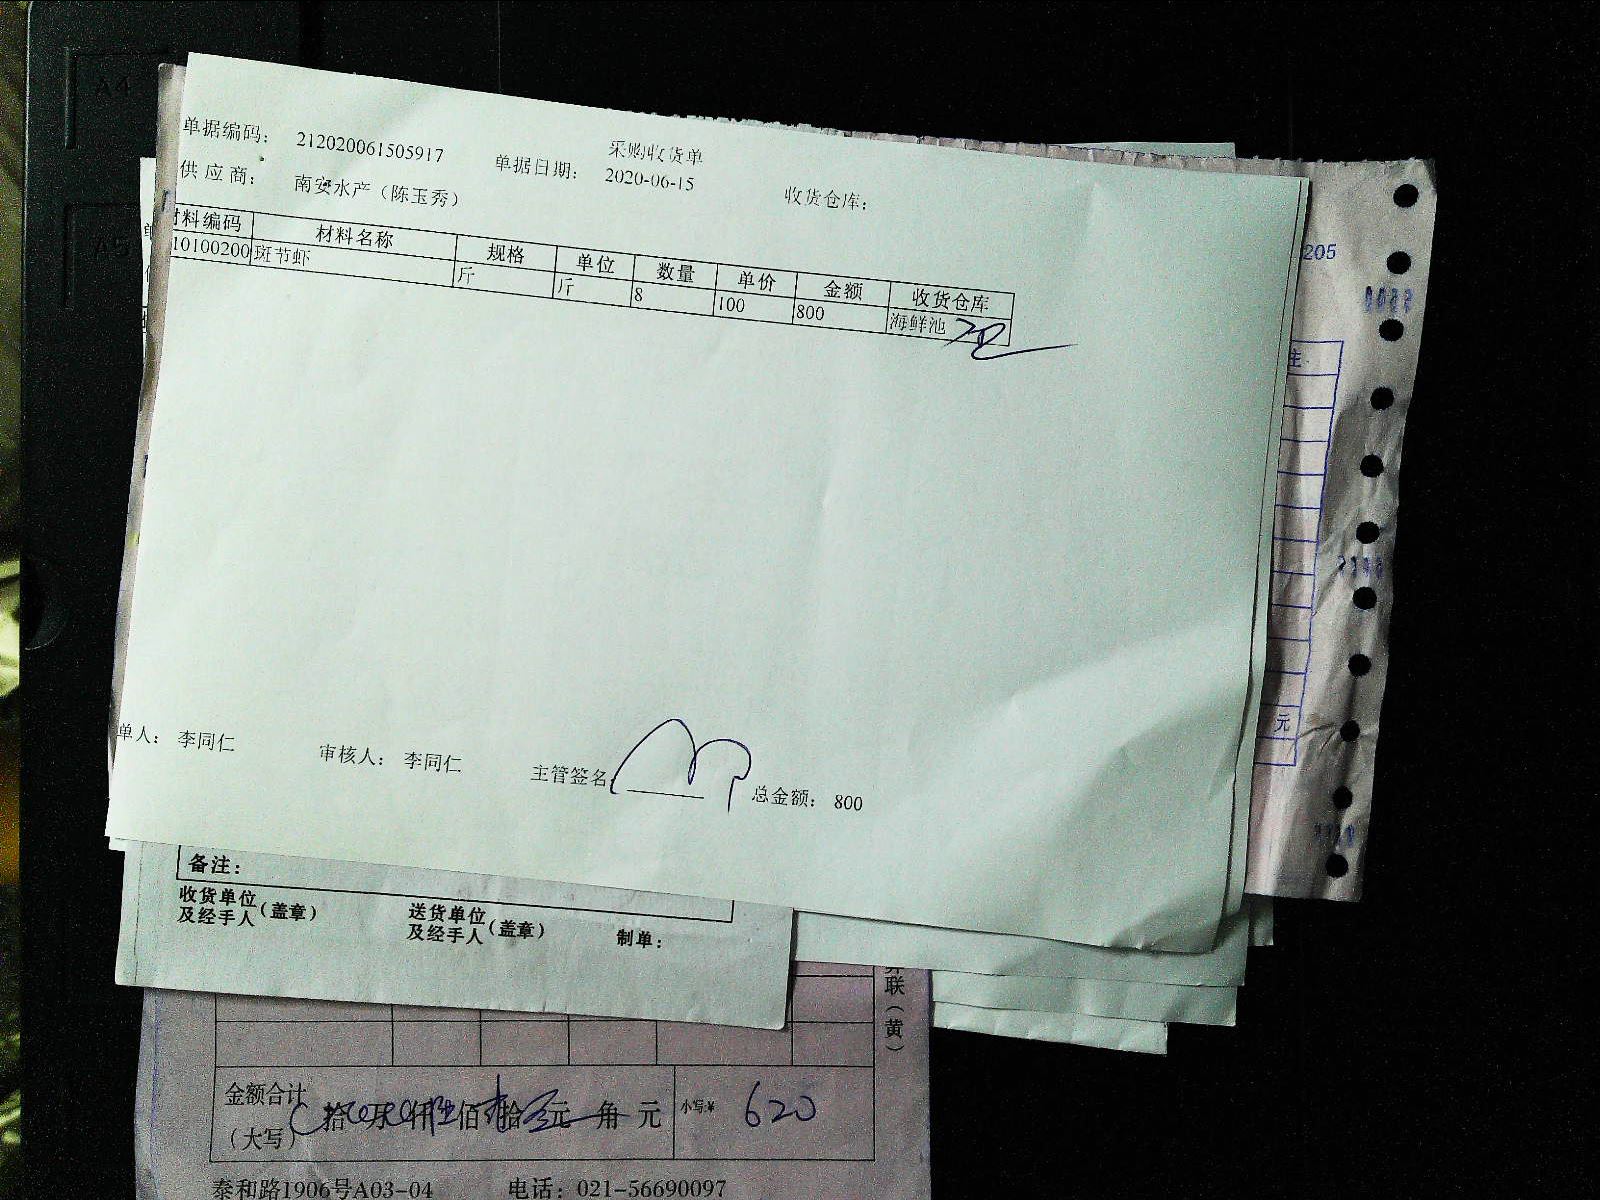 A4
A5
采购收货单
单据编码: 212020061505917 单据日期: 2020-06-15 收货仓库:
供应商: 南安水产（陈玉秀）
材料编码 材料名称 规格 单位 数量 单价 金额 收货仓库
10100200 斑节虾 斤 斤 8 100 800 海鲜池
单人: 李同仁 审核人: 李同仁 主管签名: 总金额: 800
205
注
元
备注:
收货单位及经手人(盖章) 送货单位及经手人(盖章) 制单:
联（黄）
金额合计（大写） 拾 万 仟 佰 拾 元 角 元 小写:¥ 620
泰和路1906号A03-04 电话: 021-56690097